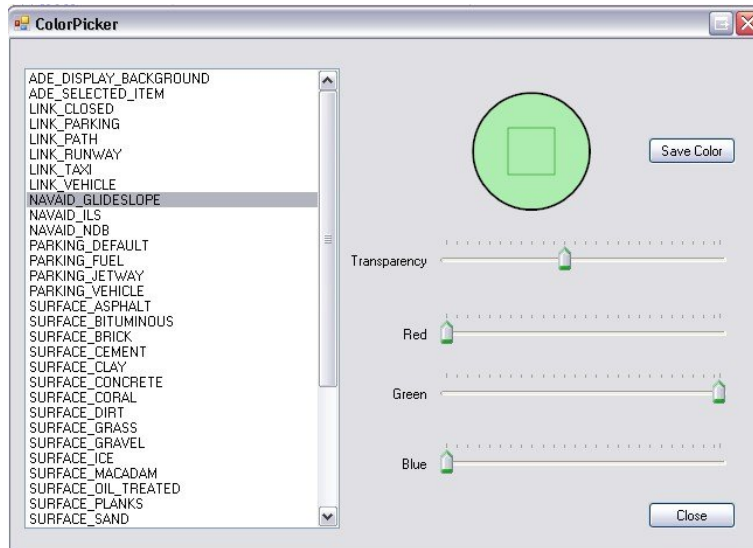 ColorPicker
ADE_DISPLAY_BACKGROUND
ADE_SELECTED_ITEM
LINK_CLOSED
LINK_PARKING
LINK_PATH
LINK_RUNWAY
LINK_TAXI
LINK_VEHICLE
NAVAID_GLIDESLOPE
NAVAID_ILS
NAVAID_NDB
PARKING_DEFAULT
PARKING_FUEL
PARKING_JETWAY
PARKING_VEHICLE
SURFACE_ASPHALT
SURFACE_BITUMINOUS
SURFACE_BRICK
SURFACE_CEMENT
SURFACE_CLAY
SURFACE_CONCRETE
SURFACE_CORAL
SURFACE_DIRT
SURFACE_GRASS
SURFACE_GRAVEL
SURFACE_ICE
SURFACE_MACADAM
SURFACE_OIL_TREATED
SURFACE_PLANKS
SURFACE_SAND
Save Color
Transparency
Red
Green
Blue
Close